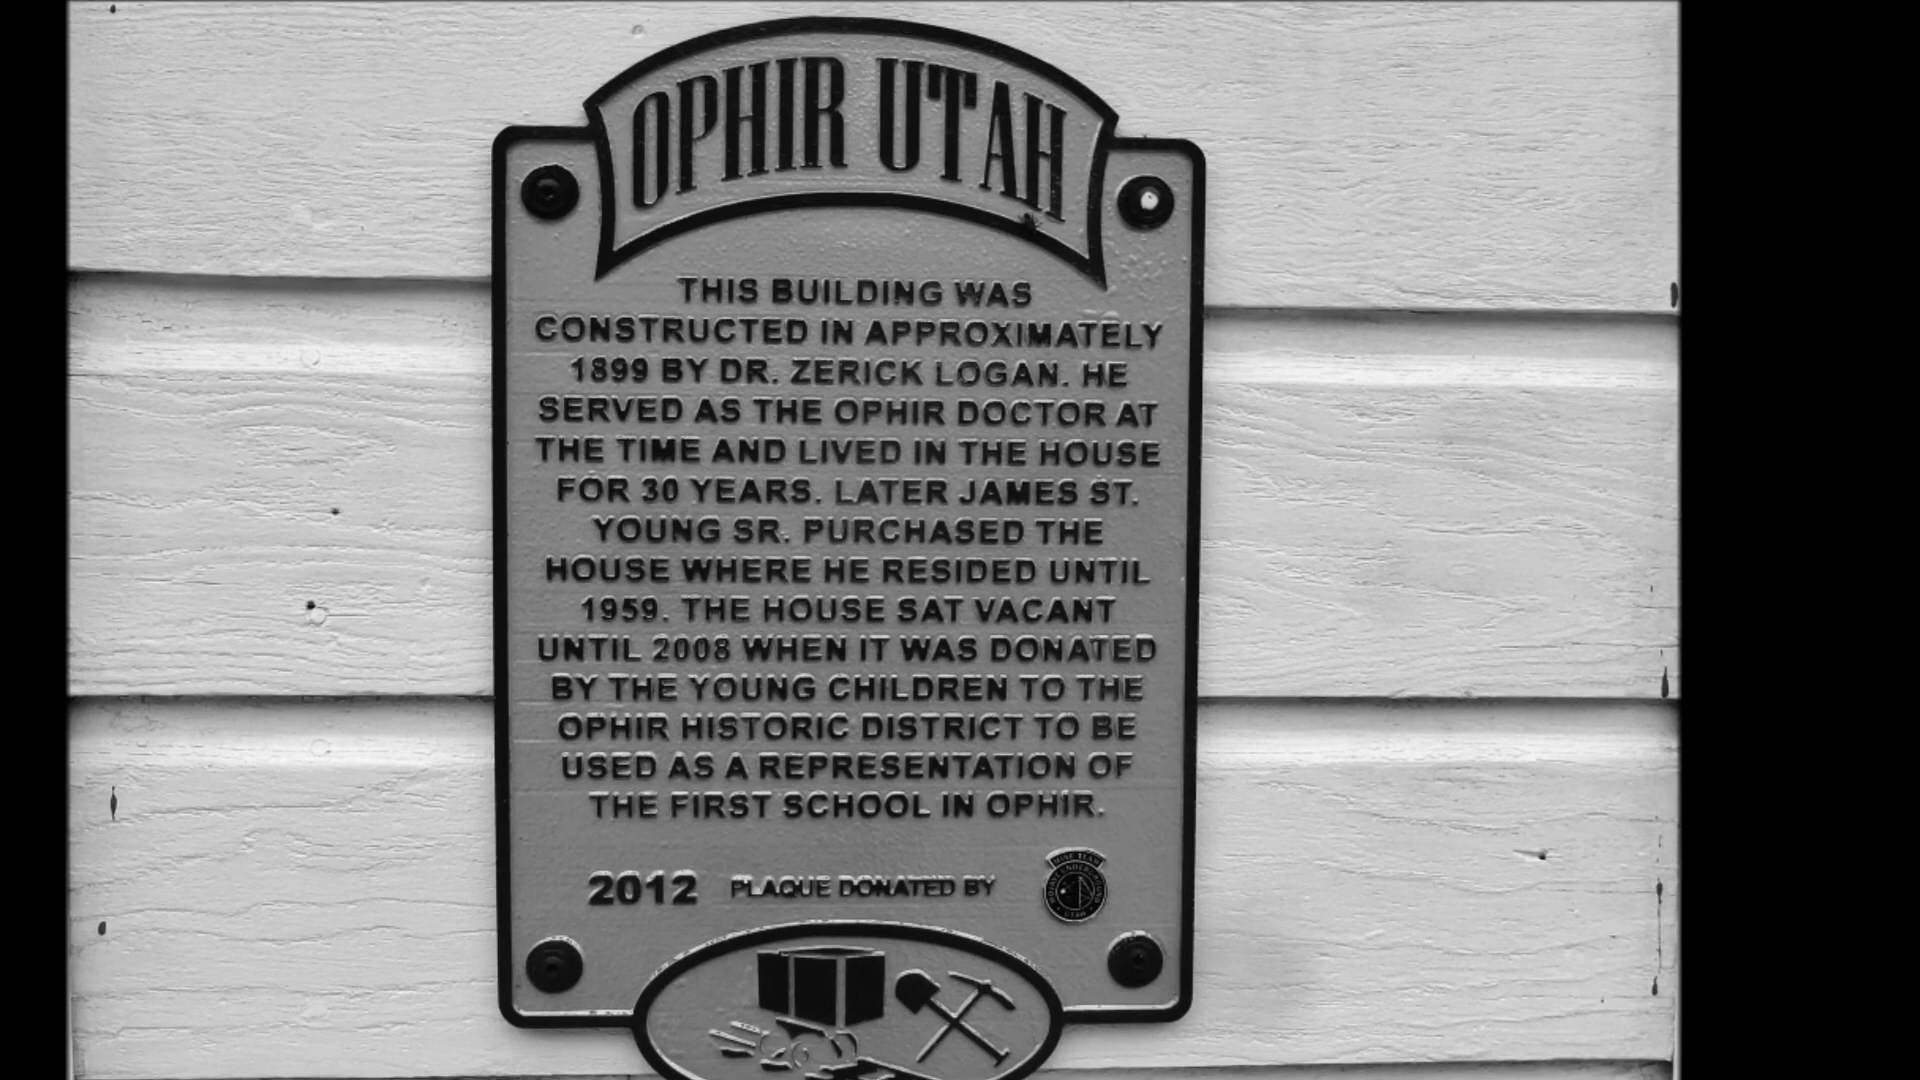 OPHIR UTAH
THIS BUILDING WAS
CONSTRUCTED IN APPROXIMATELY
1899 BY DR. ZERICK LOGAN. HE
SERVED AS THE OPHIR DOCTOR AT
THE TIME AND LIVED IN THE HOUSE
FOR 30 YEARS. LATER JAMES ST.
YOUNG SR. PURCHASED THE
HOUSE WHERE HE RESIDED UNTIL
1959. THE HOUSE SAT VACANT
UNTIL 2008 WHEN IT WAS DONATED
BY THE YOUNG CHILDREN TO THE
OPHIR HISTORIC DISTRICT TO BE
USED AS A REPRESENTATION OF
THE FIRST SCHOOL IN OPHIR.
2012 PLAQUE DONATED BY
MINE TEAM
UNDERGROUND
UTAH